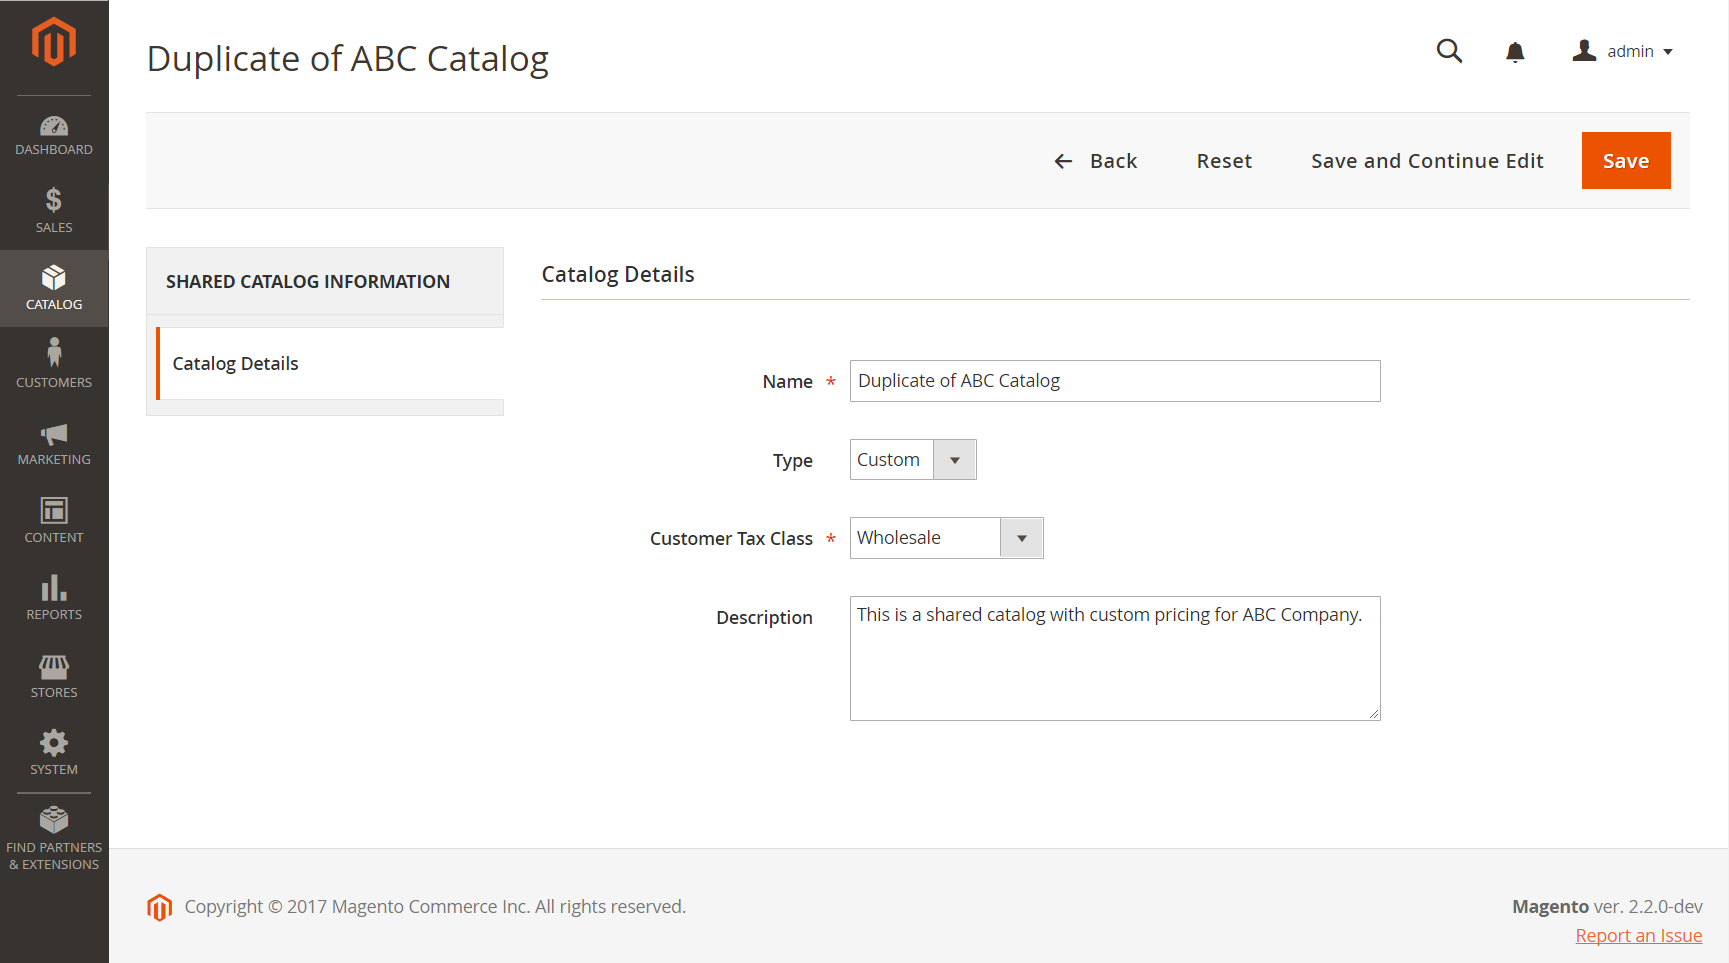 Duplicate of ABC Catalog
admin
DASHBOARD
SALES
CATALOG
CUSTOMERS
MARKETING
CONTENT
REPORTS
STORES
SYSTEM
FIND PARTNERS
& EXTENSIONS
Back
Reset
Save and Continue Edit
Save
SHARED CATALOG INFORMATION
Catalog Details
Catalog Details
Name *
Duplicate of ABC Catalog
Type
Custom
Customer Tax Class *
Wholesale
Description
This is a shared catalog with custom pricing for ABC Company.
Copyright © 2017 Magento Commerce Inc. All rights reserved.
Magento ver. 2.2.0-dev
Report an Issue